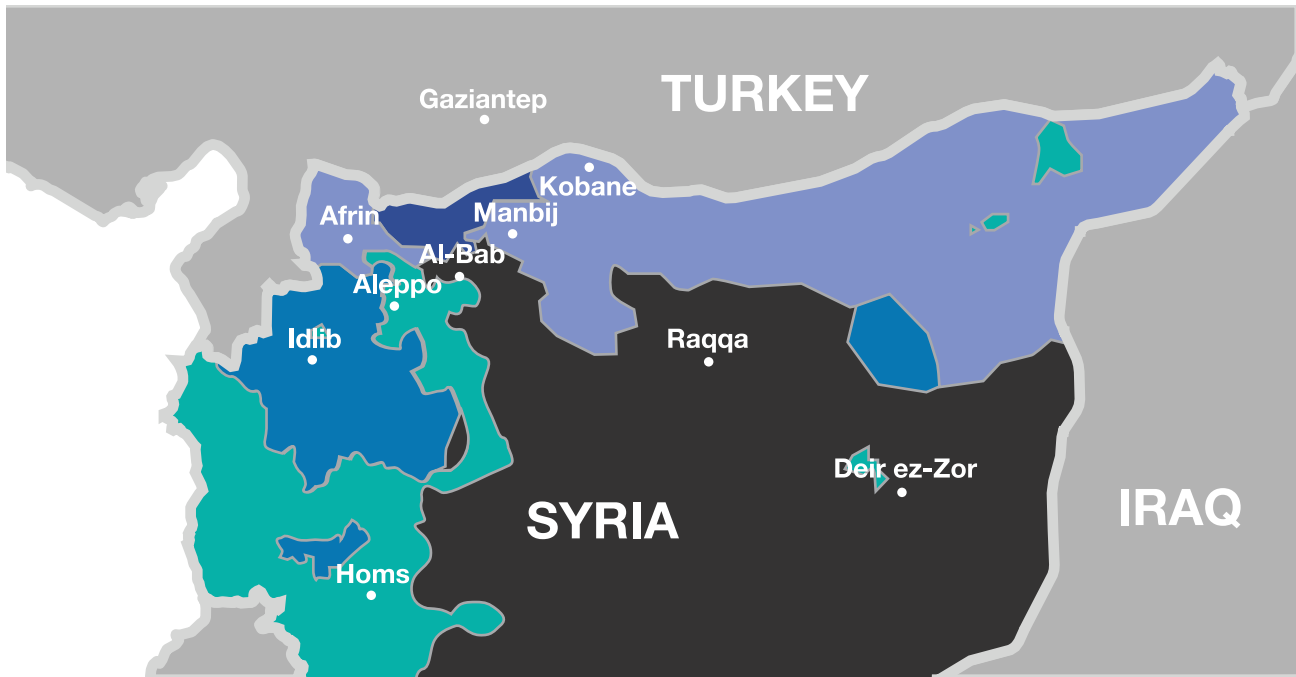 TURKEY
Gaziantep
Kobane
Afrin
Manbij
Al-Bab
Aleppo
Idlib
Raqqa
Deir ez-Zor
SYRIA
IRAQ
Homs